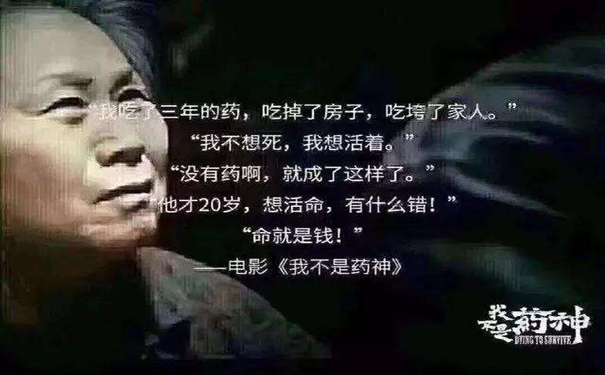 “我吃了三年的药，吃掉了房子，吃垮了家人。”
“我不想死，我想活着。”
“没有药啊，就成了这样了。”
“他才20岁，想活命，有什么错！”
“命就是钱！”
——电影《我不是药神》
我不是药神
DYING TO SURVIVE